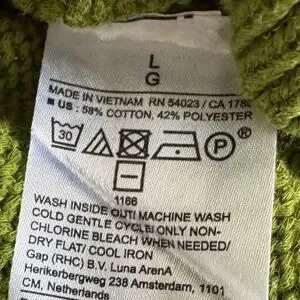 L
G
MADE IN VIETNAM RN 54023 / CA
■ US : 58% COTTON, 42% POLYESTER
30 P
1166
WASH INSIDE OUT/ MACHINE WASH
COLD GENTLE CYCLE/ ONLY NON-
CHLORINE BLEACH WHEN NEEDED/
DRY FLAT/ COOL IRON
Gap (RHC) B.V. Luna ArenA
Herikerbergweg 238 Amsterdam, 1101
CM, Netherlands